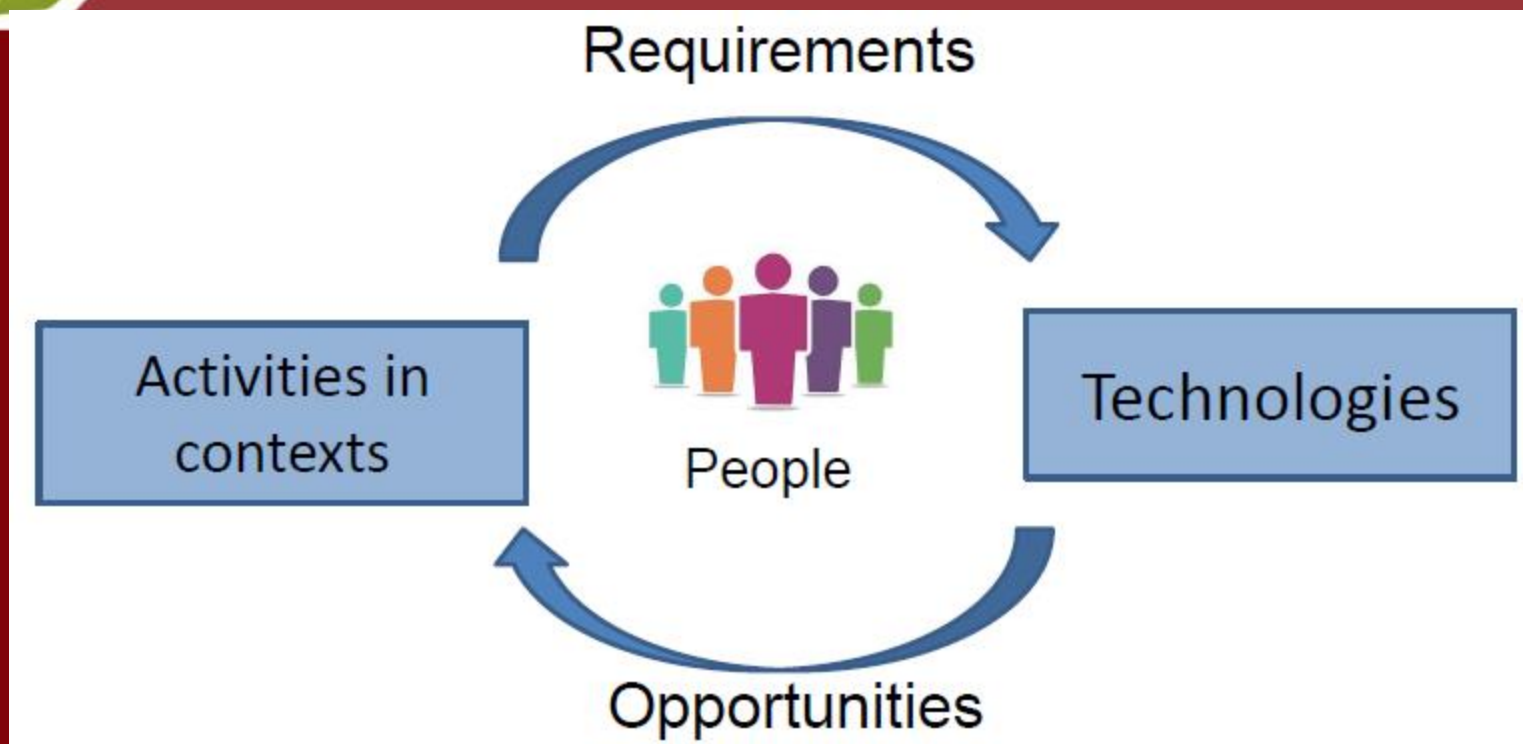 Requirements
Activities in
contexts
People
Technologies
Opportunities